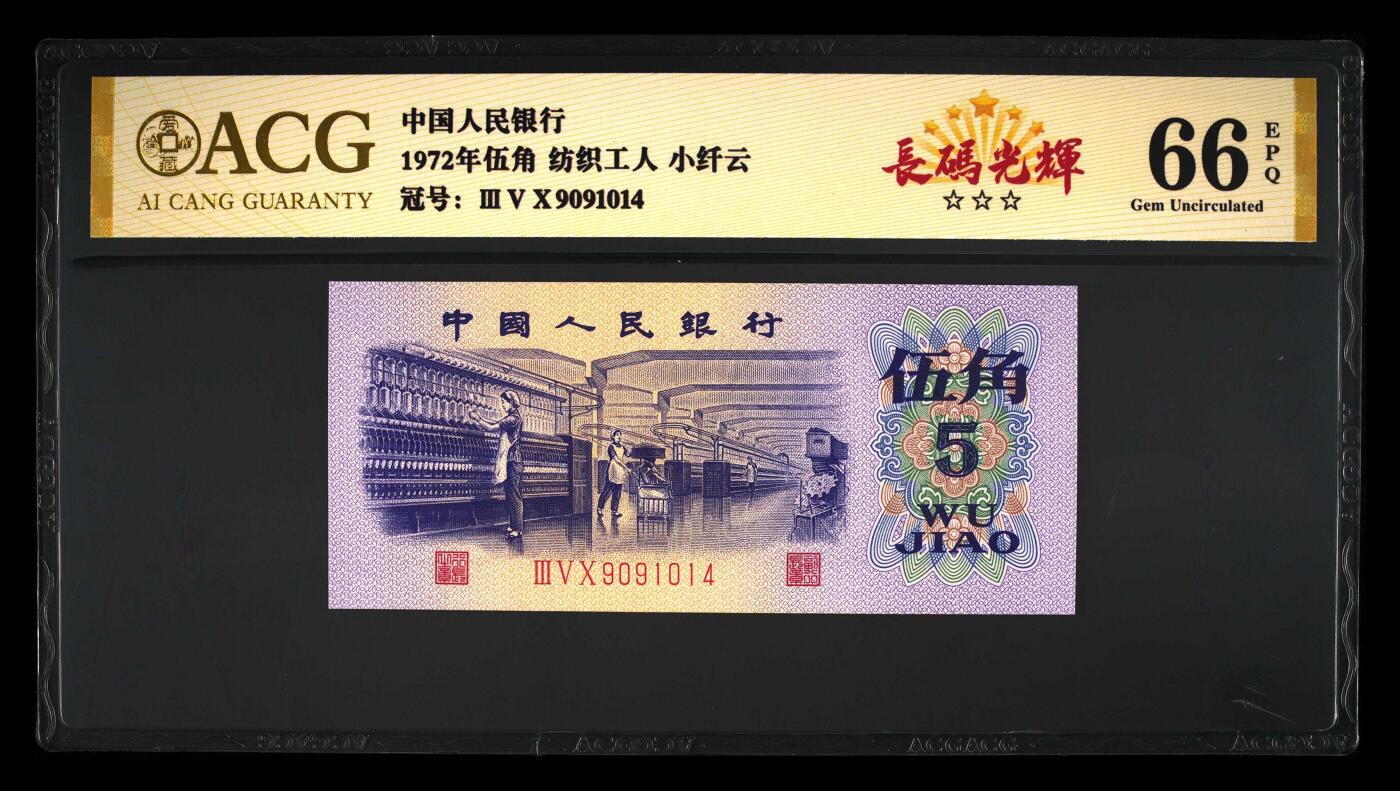 ACG
AI CANG GUARANTY
中国人民银行
1972年伍角 纺织工人 小纤云
冠号：ⅢⅤⅩ9091014
長碼光輝
☆☆☆
66
EPQ
Gem Uncirculated
中國人民銀行
伍角
5
WU
JIAO
ⅢⅤⅩ9091014